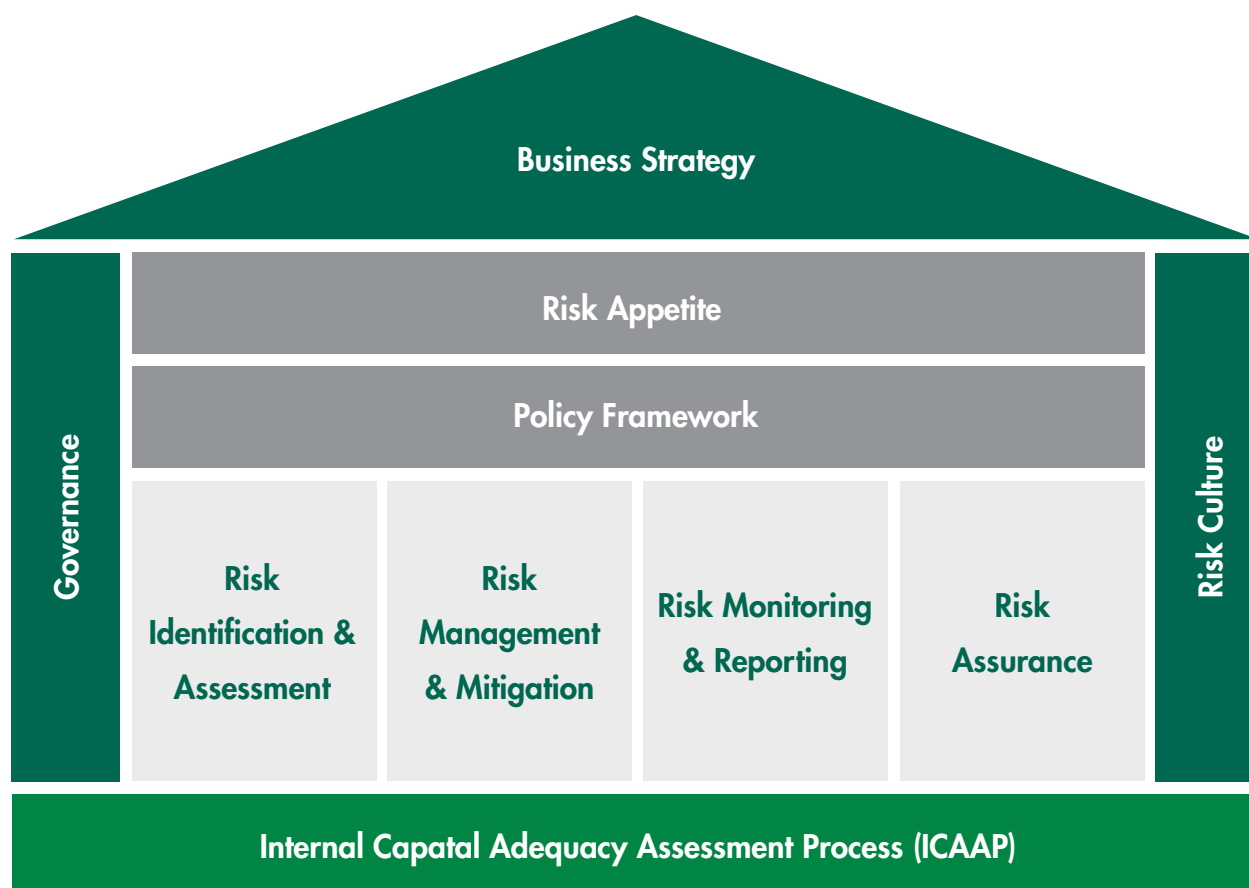 Business Strategy
Risk Appetite
Policy Framework
Governance
Risk
Identification &
Assessment
Risk
Management
& Mitigation
Risk Monitoring
& Reporting
Risk
Assurance
Risk Culture
Internal Capatal Adequacy Assessment Process (ICAAP)